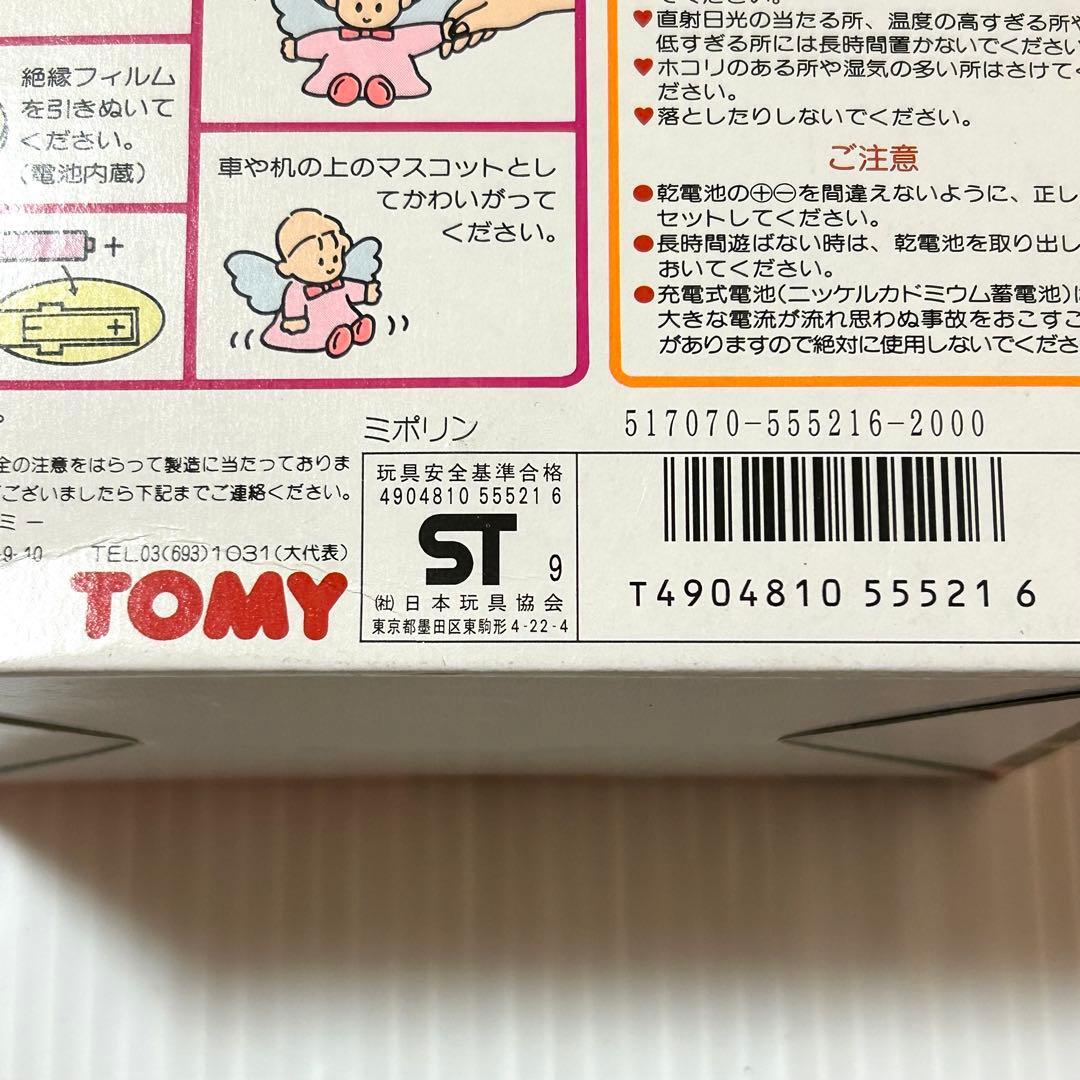 絶縁フィルム
を引きぬいて
ください。
(電池内蔵)
+
− +
車や机の上のマスコットとし
てかわいがって
ください。
♥直射日光の当たる所、温度の高すぎる所や
低すぎる所には長時間置かないでください
♥ホコリのある所や湿気の多い所はさけてく
ださい。
♥落としたりしないでください。
ご注意
●乾電池の⊕⊖を間違えないように、正し
セットしてください。
●長時間遊ばない時は、乾電池を取り出し
おいてください。
●充電式電池(ニッケルカドミウム蓄電池)は
大きな電流が流れ思わぬ事故をおこすこ
がありますので絶対に使用しないでくださ
ミポリン
517070-555216-2000
全の注意をはらって製造に当たっておりま
ございましたら下記までご連絡ください。
ミー
9-10 TEL.03(693)1031(大代表)
TOMY
玩具安全基準合格
4904810 55521 6
ST 9
(社)日本玩具協会
東京都墨田区東駒形4-22-4
T4904810 55521 6